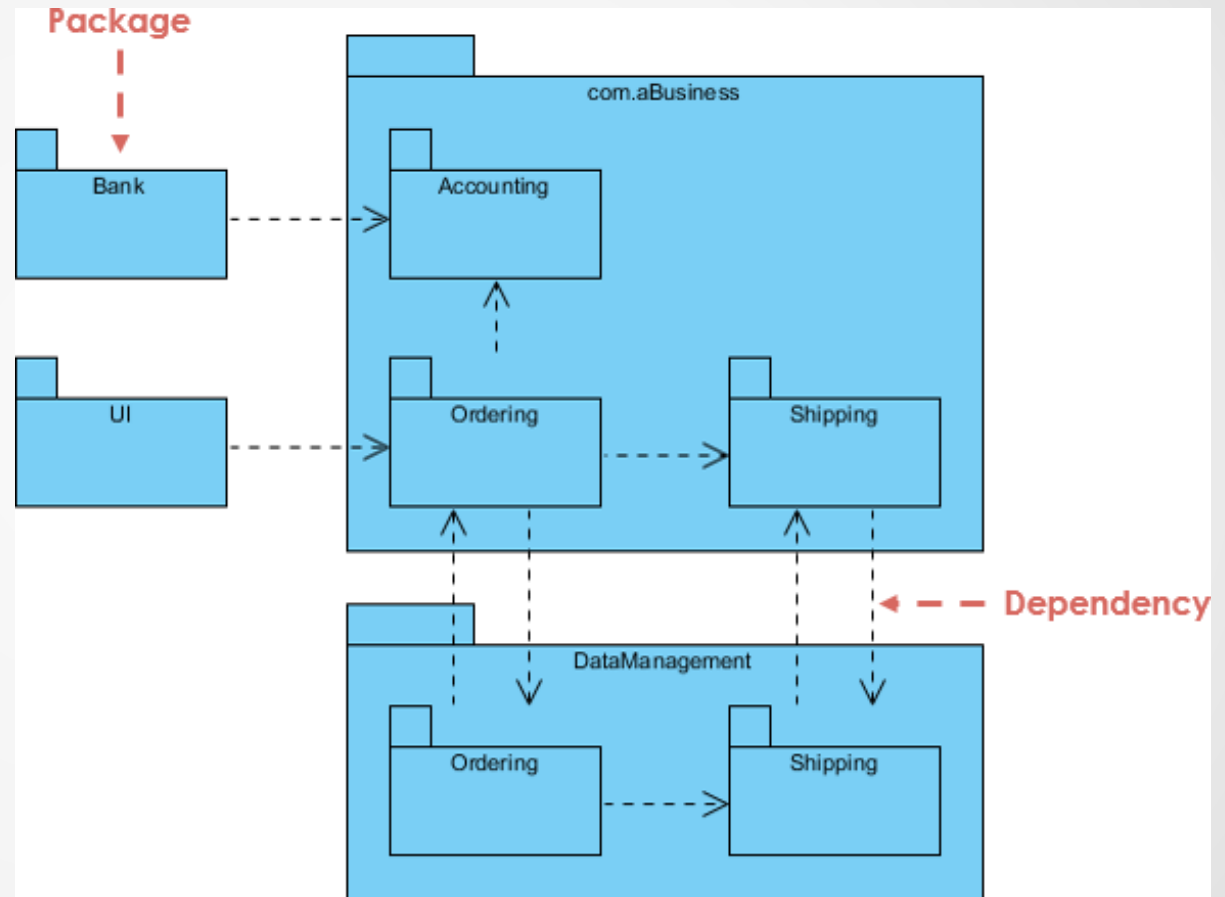 Package
com.aBusiness
Bank
Accounting
UI
Ordering
Shipping
Dependency
DataManagement
Ordering
Shipping